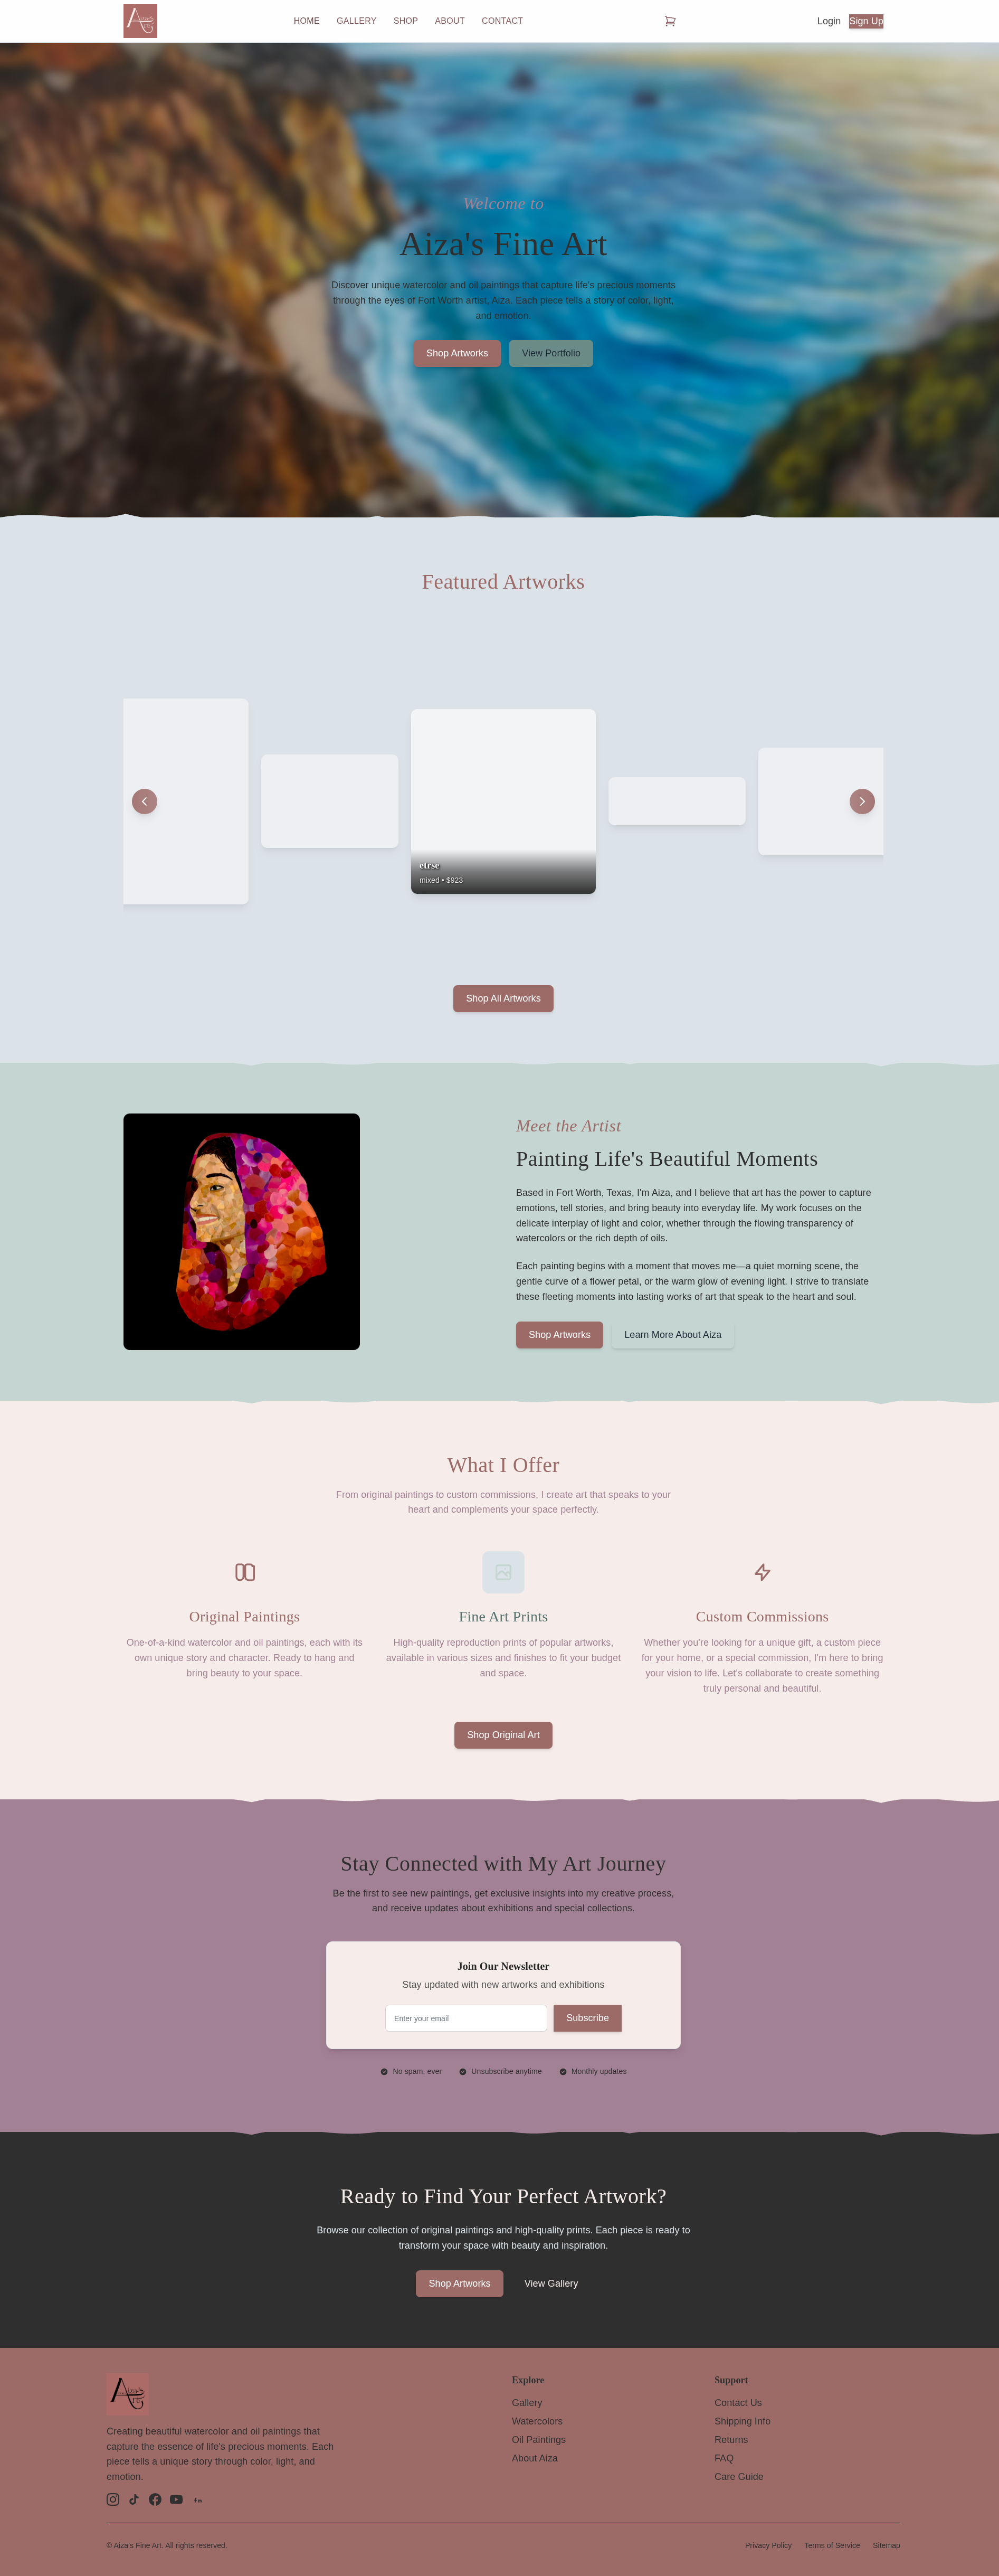 HOME GALLERY SHOP ABOUT CONTACT Login Sign Up
Welcome to
Aiza's Fine Art
Discover unique watercolor and oil paintings that capture life's precious moments
through the eyes of Fort Worth artist, Aiza. Each piece tells a story of color, light,
and emotion.
Shop Artworks View Portfolio
Featured Artworks
etrse
mixed • $923
Shop All Artworks
Meet the Artist
Painting Life's Beautiful Moments
Based in Fort Worth, Texas, I'm Aiza, and I believe that art has the power to capture
emotions, tell stories, and bring beauty into everyday life. My work focuses on the
delicate interplay of light and color, whether through the flowing transparency of
watercolors or the rich depth of oils.
Each painting begins with a moment that moves me—a quiet morning scene, the
gentle curve of a flower petal, or the warm glow of evening light. I strive to translate
these fleeting moments into lasting works of art that speak to the heart and soul.
Shop Artworks Learn More About Aiza
What I Offer
From original paintings to custom commissions, I create art that speaks to your
heart and complements your space perfectly.
Original Paintings
One-of-a-kind watercolor and oil paintings, each with its
own unique story and character. Ready to hang and
bring beauty to your space.
Fine Art Prints
High-quality reproduction prints of popular artworks,
available in various sizes and finishes to fit your budget
and space.
Custom Commissions
Whether you're looking for a unique gift, a custom piece
for your home, or a special commission, I'm here to bring
your vision to life. Let's collaborate to create something
truly personal and beautiful.
Shop Original Art
Stay Connected with My Art Journey
Be the first to see new paintings, get exclusive insights into my creative process,
and receive updates about exhibitions and special collections.
Join Our Newsletter
Stay updated with new artworks and exhibitions
Enter your email Subscribe
No spam, ever Unsubscribe anytime Monthly updates
Ready to Find Your Perfect Artwork?
Browse our collection of original paintings and high-quality prints. Each piece is ready to
transform your space with beauty and inspiration.
Shop Artworks View Gallery
Creating beautiful watercolor and oil paintings that
capture the essence of life's precious moments. Each
piece tells a unique story through color, light, and
emotion.
Explore
Gallery
Watercolors
Oil Paintings
About Aiza
Support
Contact Us
Shipping Info
Returns
FAQ
Care Guide
© Aiza's Fine Art. All rights reserved.
Privacy Policy Terms of Service Sitemap